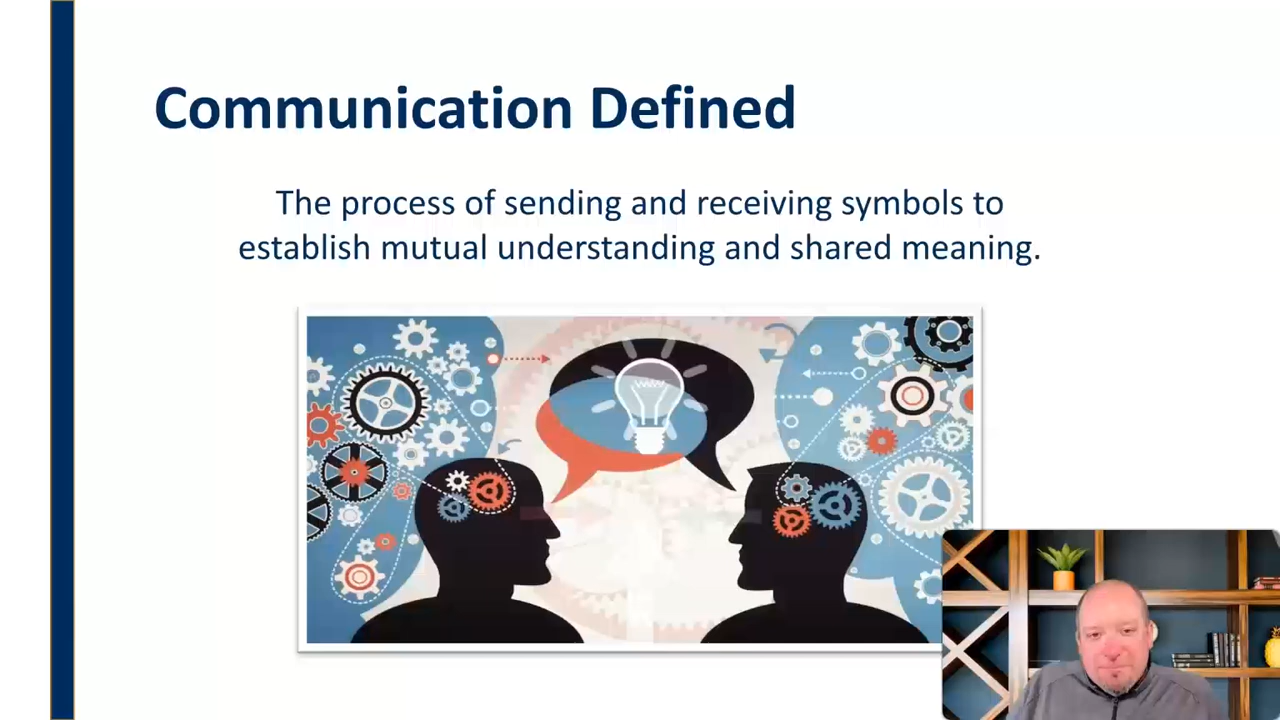 Communication Defined
The process of sending and receiving symbols to
establish mutual understanding and shared meaning.